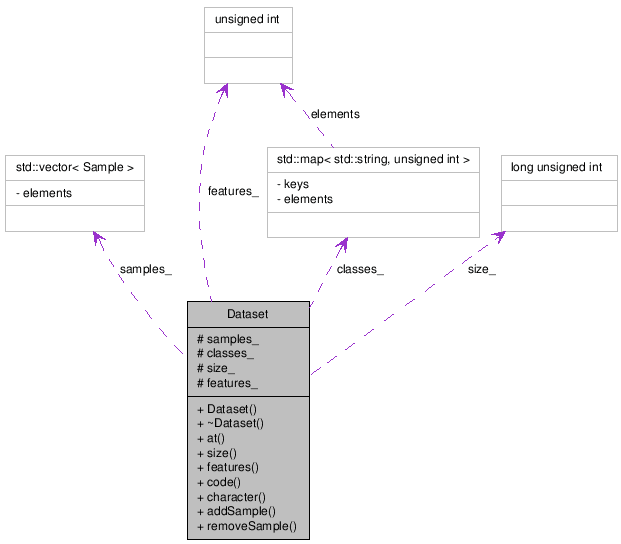 unsigned int
elements
std::vector< Sample >
- elements
features_
std::map< std::string, unsigned int >
- keys
- elements
long unsigned int
samples_
classes_
size_
Dataset
# samples_
# classes_
# size_
# features_
+ Dataset()
+ ~Dataset()
+ at()
+ size()
+ features()
+ code()
+ character()
+ addSample()
+ removeSample()